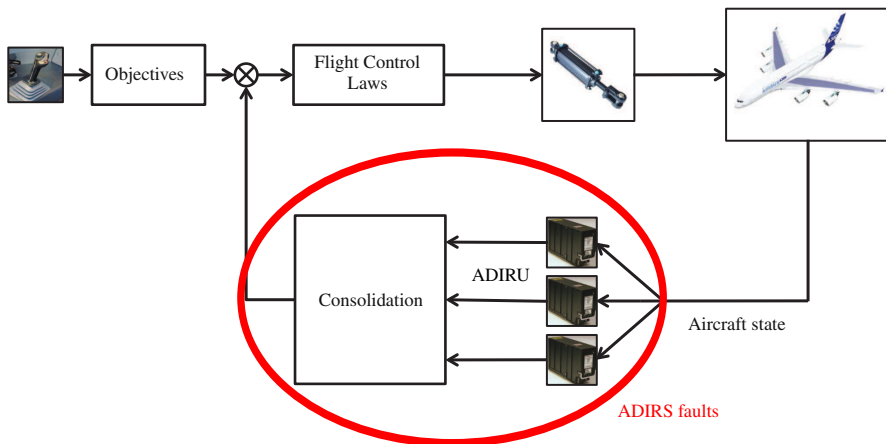 Objectives
Flight Control
Laws
ADIRU
Consolidation
Aircraft state
ADIRS faults